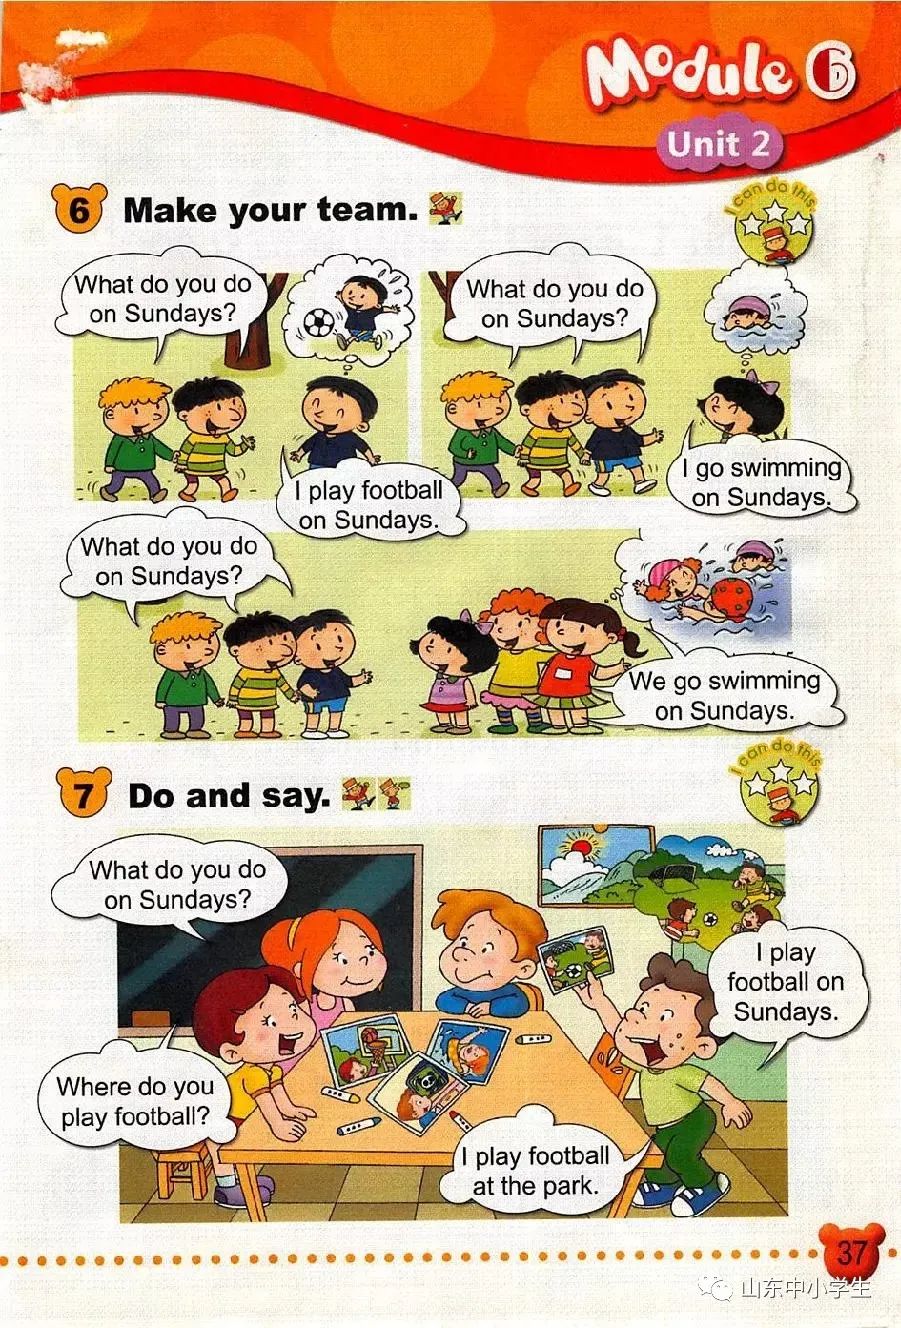 Module 6
Unit 2
6 Make your team.
I can do this.
What do you do
on Sundays?
I play football
on Sundays.
What do you do
on Sundays?
I go swimming
on Sundays.
What do you do
on Sundays?
We go swimming
on Sundays.
7 Do and say.
I can do this.
What do you do
on Sundays?
I play
football on
Sundays.
Where do you
play football?
I play football
at the park.
37
山东中小学生